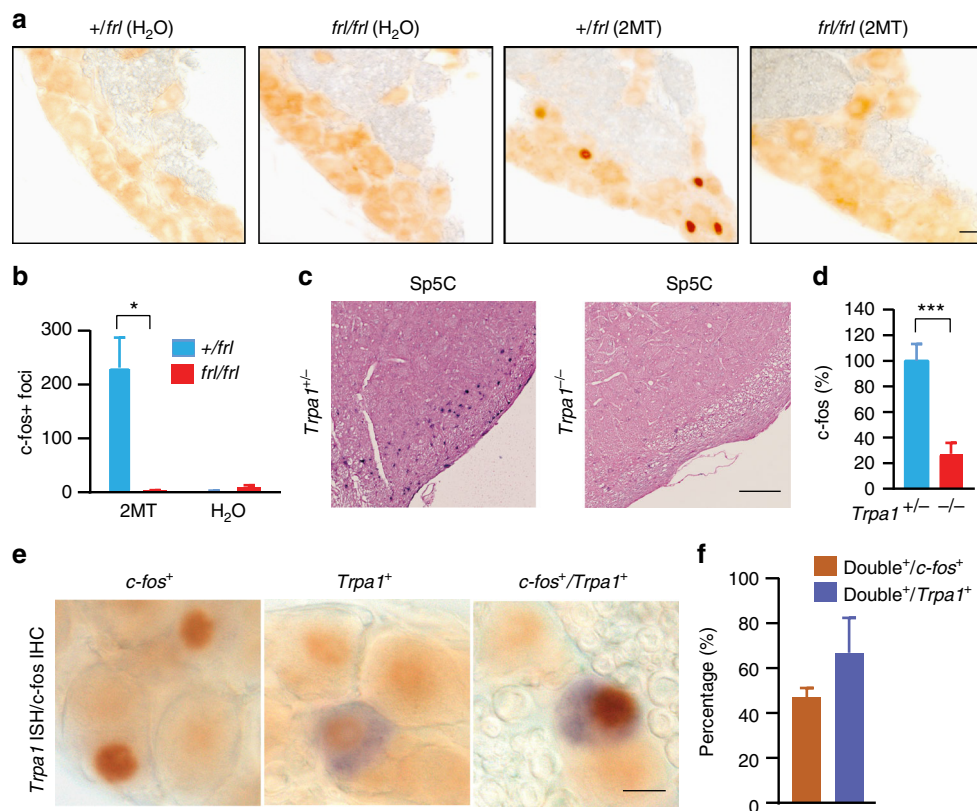 a
+/frl (H₂O)
frl/frl (H₂O)
+/frl (2MT)
frl/frl (2MT)
b
c-fos+ foci
300
200
100
0
*
+/frl
frl/frl
2MT
H₂O
c
Sp5C
Sp5C
Trpa1⁺/⁻
Trpa1⁻/⁻
d
c-fos (%)
140
120
100
80
60
40
20
0
***
Trpa1 +/– –/–
e
Trpa1 ISH/c-fos IHC
c-fos⁺
Trpa1⁺
c-fos⁺/Trpa1⁺
f
Double⁺/c-fos⁺
Double⁺/Trpa1⁺
Percentage (%)
100
80
60
40
20
0